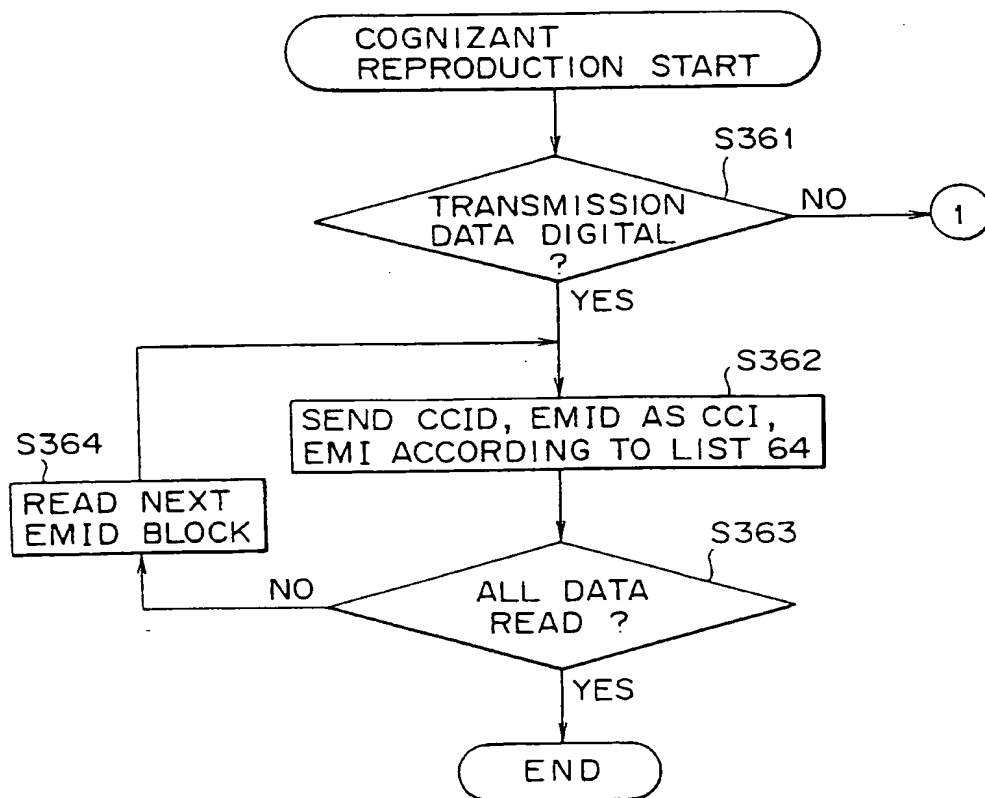 COGNIZANT
REPRODUCTION START
S361
TRANSMISSION
DATA DIGITAL
?
NO
1
YES
S362
SEND CCID, EMID AS CCI,
EMI ACCORDING TO LIST 64
S364
READ NEXT
EMID BLOCK
S363
ALL DATA
READ ?
NO
YES
END